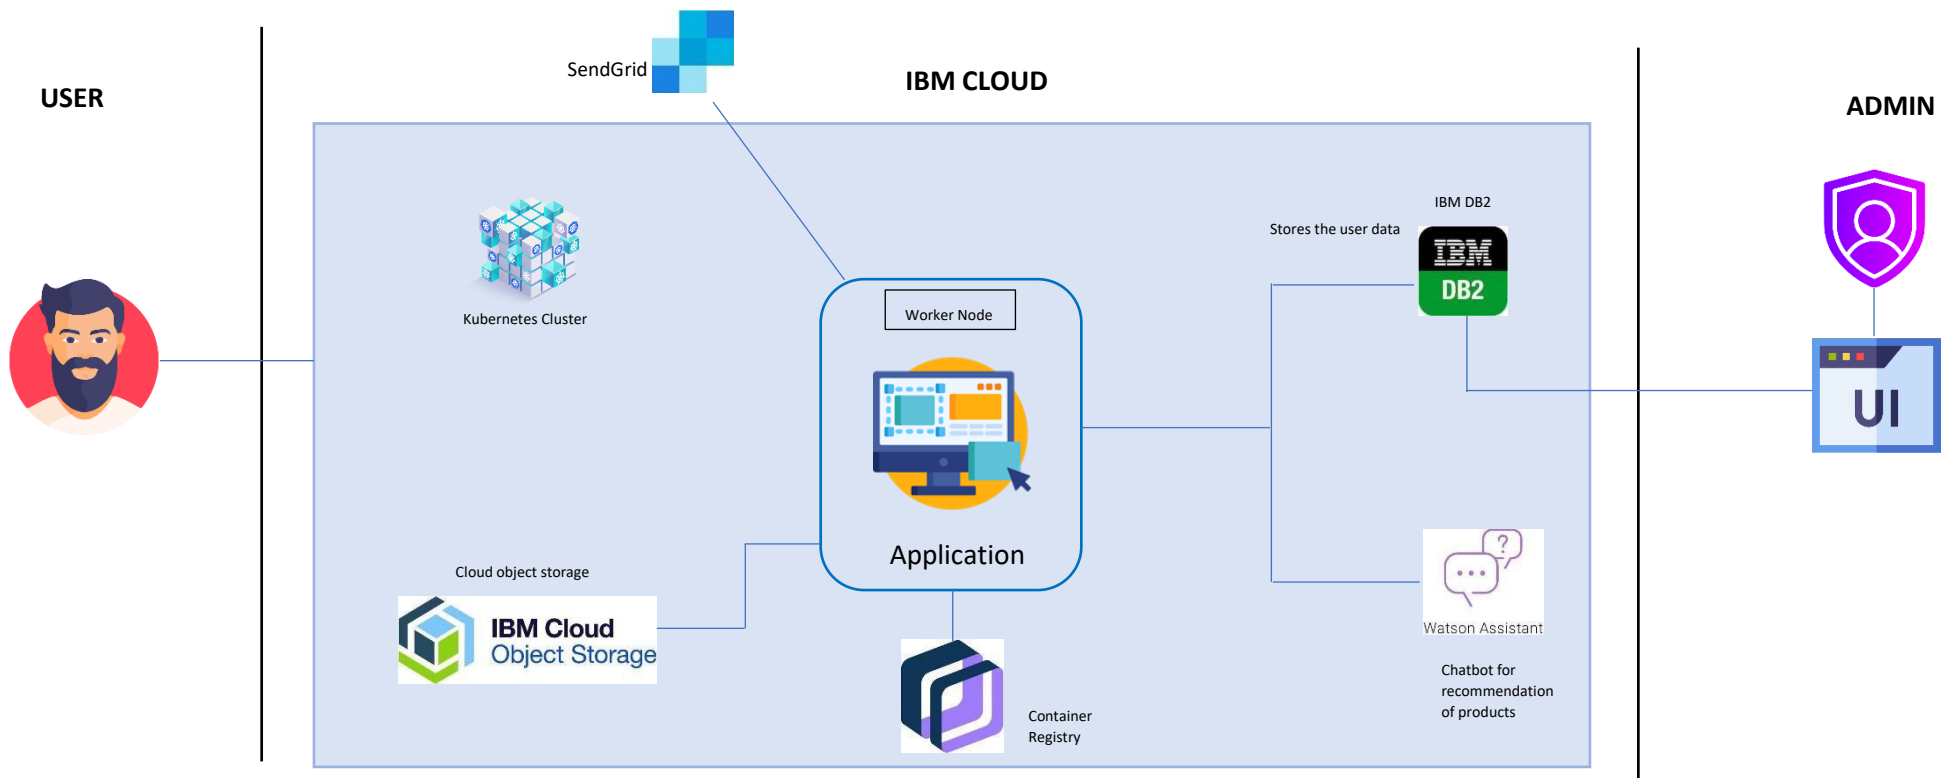 SendGrid
IBM CLOUD
USER
ADMIN
IBM DB2
Stores the user data
IBM
DB2
Worker Node
Kubernetes Cluster
UI
Application
Cloud object storage
IBM Cloud
Object Storage
?
Watson Assistant
Chatbot for
recommendation
of products
Container
Registry